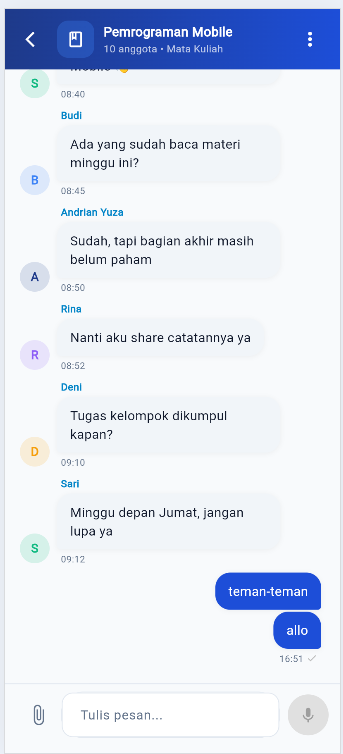 Pemrograman Mobile
10 anggota • Mata Kuliah
S
08:40
Budi
Ada yang sudah baca materi
minggu ini?
B
08:45
Andrian Yuza
Sudah, tapi bagian akhir masih
belum paham
A
08:50
Rina
Nanti aku share catatannya ya
R
08:52
Deni
Tugas kelompok dikumpul
kapan?
D
09:10
Sari
Minggu depan Jumat, jangan
lupa ya
S
09:12
teman-teman
allo
16:51
Tulis pesan...